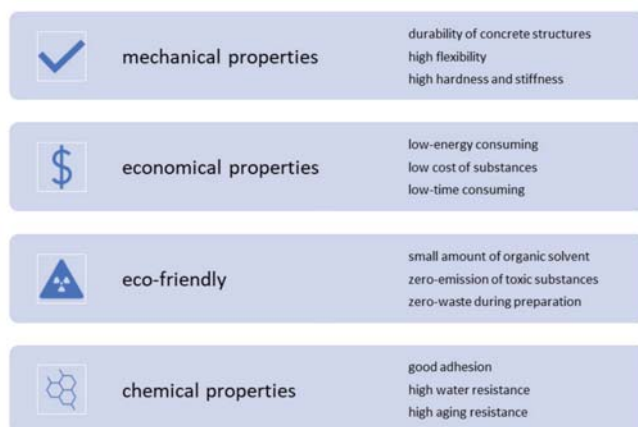 mechanical properties
durability of concrete structures
high flexibility
high hardness and stiffness
$
economical properties
low-energy consuming
low cost of substances
low-time consuming
eco-friendly
small amount of organic solvent
zero-emission of toxic substances
zero-waste during preparation
chemical properties
good adhesion
high water resistance
high aging resistance